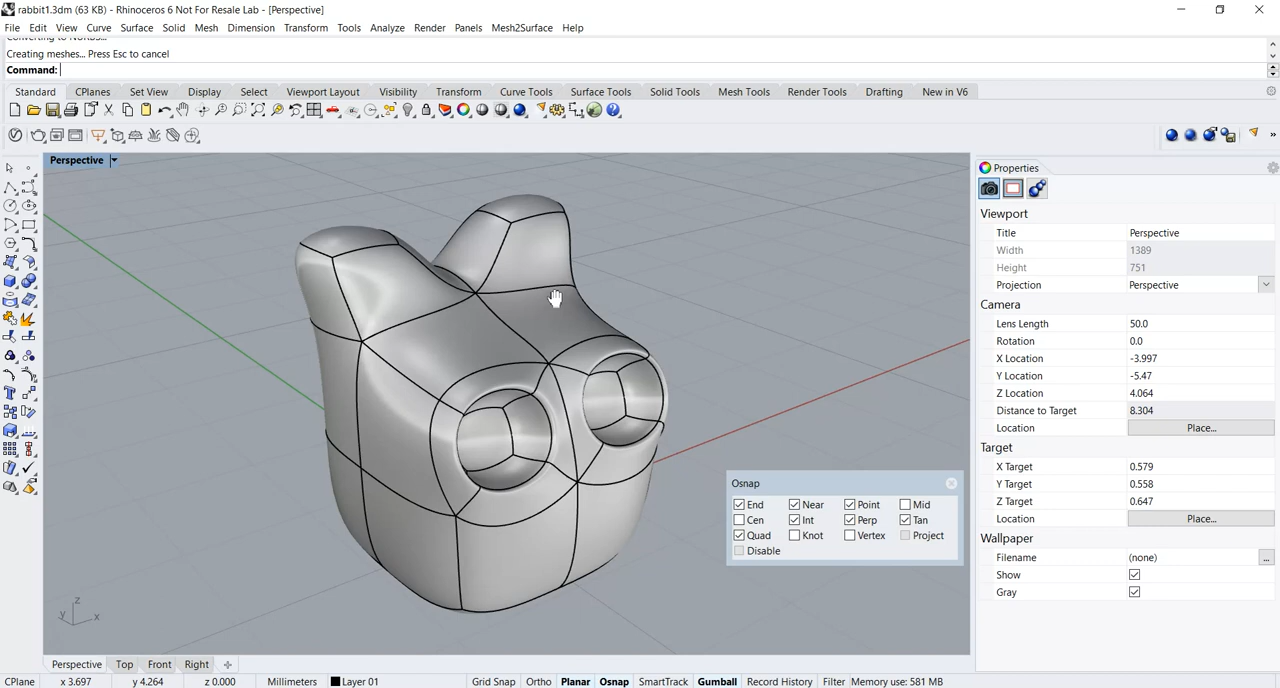 rabbit1.3dm (63 KB) - Rhinoceros 6 Not For Resale Lab - [Perspective]
File Edit View Curve Surface Solid Mesh Dimension Transform Tools Analyze Render Panels Mesh2Surface Help
Creating meshes... Press Esc to cancel
Command:
Standard CPlanes Set View Display Select Viewport Layout Visibility Transform Curve Tools Surface Tools Solid Tools Mesh Tools Render Tools Drafting New in V6
Perspective
Properties
Viewport
Title Perspective
Width 1389
Height 751
Projection Perspective
Camera
Lens Length 50.0
Rotation 0.0
X Location -3.997
Y Location -5.47
Z Location 4.064
Distance to Target 8.304
Location Place...
Target
X Target 0.579
Y Target 0.558
Z Target 0.647
Location Place...
Wallpaper
Filename (none) ...
Show
Gray
Osnap
End Near Point Mid
Cen Int Perp Tan
Quad Knot Vertex Project
Disable
z
y x
Perspective Top Front Right
CPlane x 3.697 y 4.264 z 0.000 Millimeters Layer 01 Grid Snap Ortho Planar Osnap SmartTrack Gumball Record History Filter Memory use: 581 MB